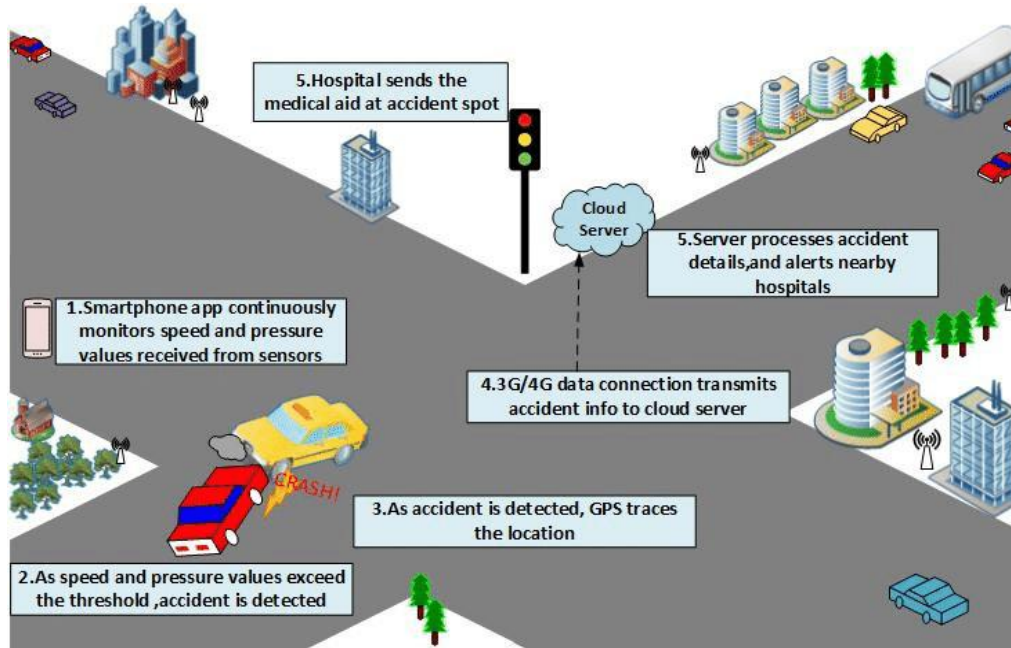 5.Hospital sends the
medical aid at accident spot
Cloud
Server
5.Server processes accident
details,and alerts nearby
hospitals
1.Smartphone app continuously
monitors speed and pressure
values received from sensors
4.3G/4G data connection transmits
accident info to cloud server
CRASH!
3.As accident is detected, GPS traces
the location
2.As speed and pressure values exceed
the threshold ,accident is detected